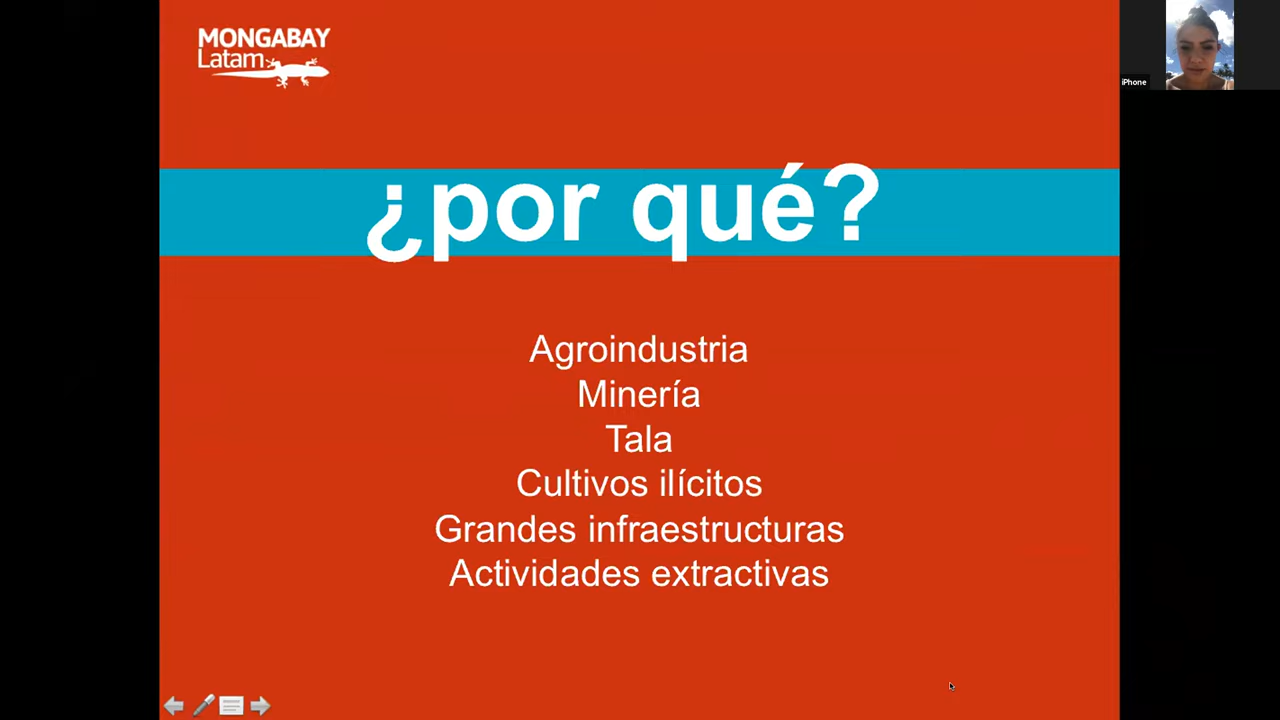 MONGABAY
Latam
iPhone
¿por qué?
Agroindustria
Minería
Tala
Cultivos ilícitos
Grandes infraestructuras
Actividades extractivas